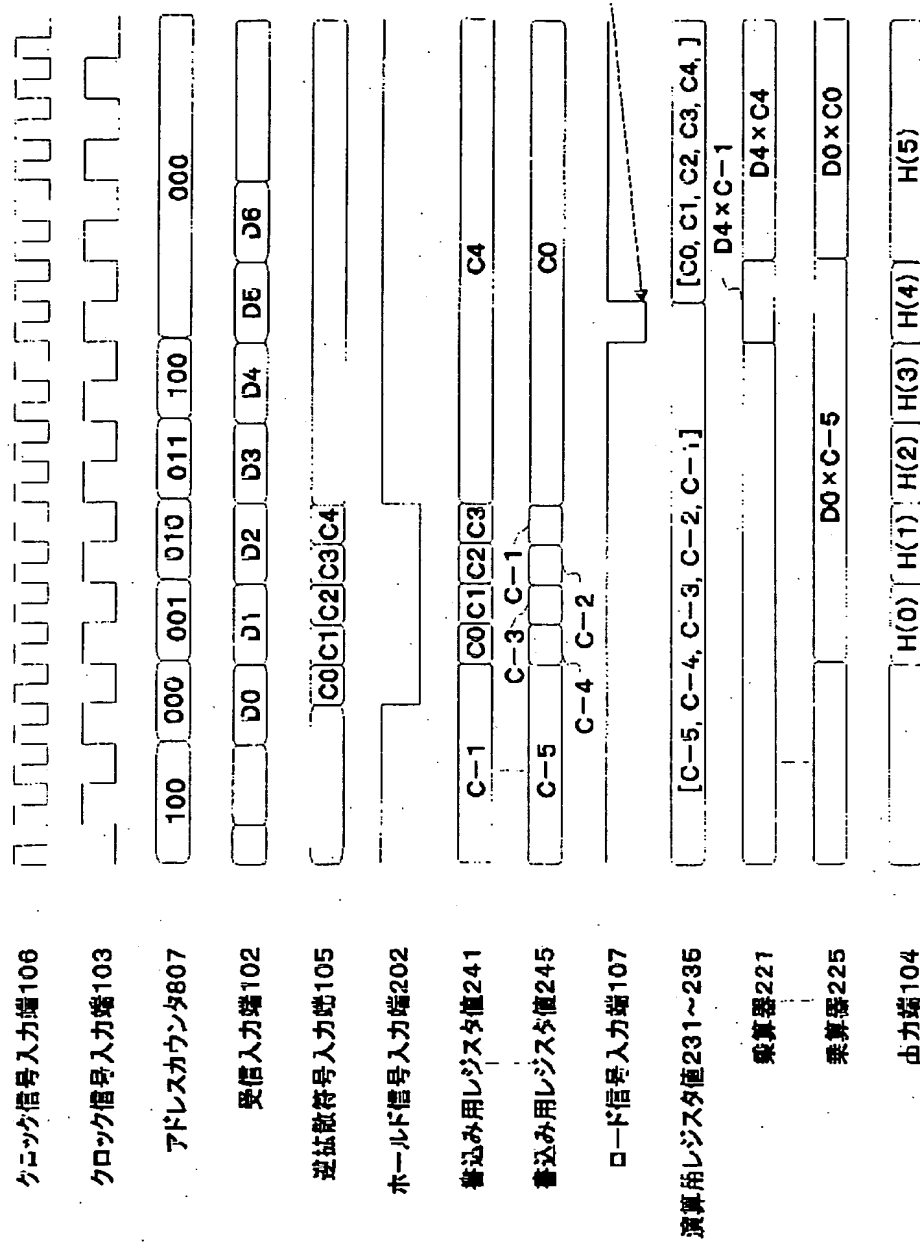 クロック信号入力端106
クロック信号入力端103
アドレスカウンタ807
100 000 001 010 011 100 000
受信入力端102
D0 D1 D2 D3 D4 D5 D6
逆拡散符号入力端105
C0 C1 C2 C3 C4
ホールド信号入力端202
書込み用レジスタ値241
C-1 C0 C1 C2 C3 C4
書込み用レジスタ値245
C-5 C0
C-3 C-1
C-4 C-2
ロード信号入力端107
演算用レジスタ値231~235
[C-5, C-4, C-3, C-2, C-1]
[C0, C1, C2, C3, C4, ]
乗算器221
D4×C-1
D4×C4
乗算器225
D0×C-5 D0×C0
出力端104
H(0) H(1) H(2) H(3) H(4) H(5)